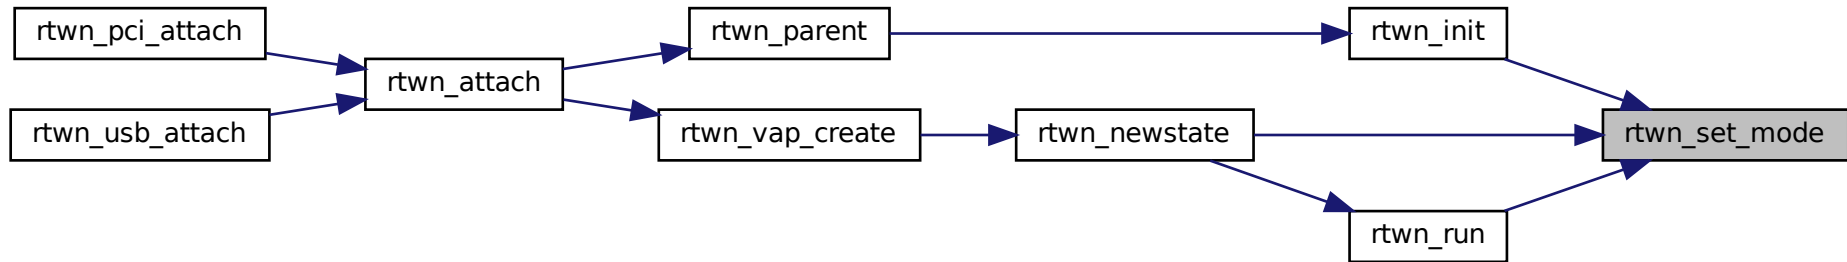 rtwn_pci_attach
rtwn_usb_attach
rtwn_attach
rtwn_parent
rtwn_vap_create
rtwn_newstate
rtwn_init
rtwn_run
rtwn_set_mode